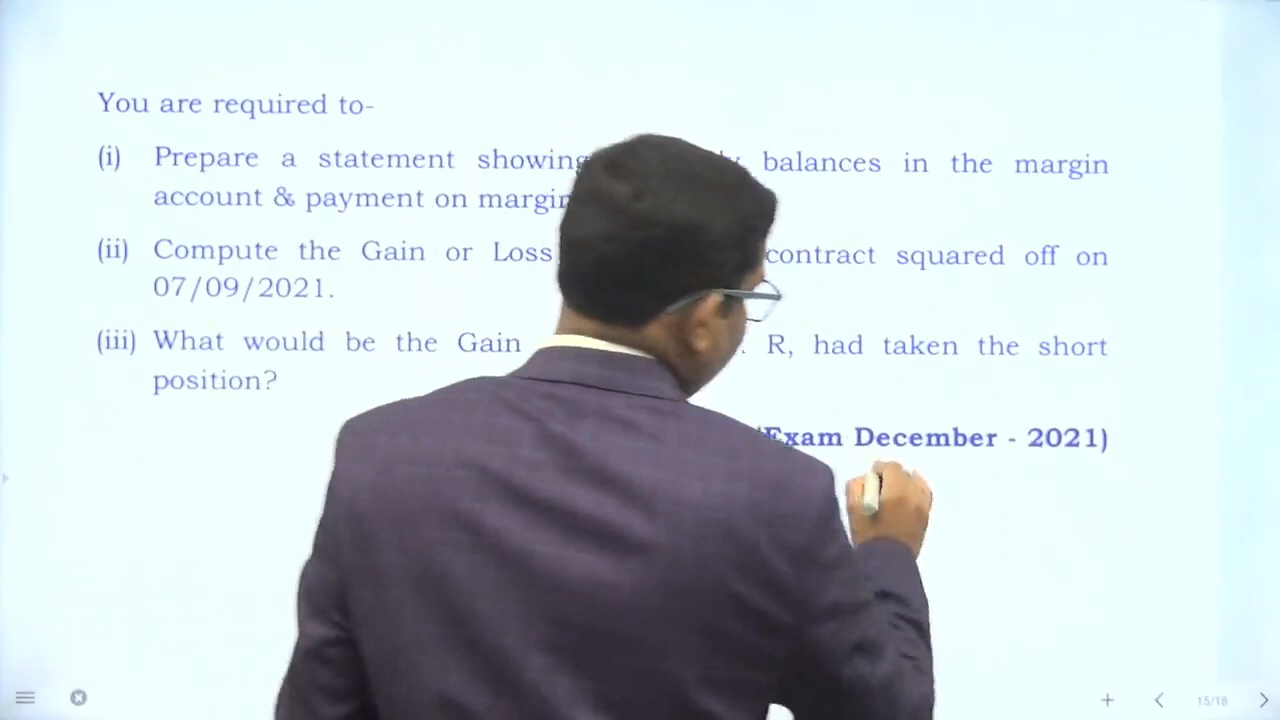 You are required to-
(i) Prepare a statement showing balances in the margin
account & payment on margin
(ii) Compute the Gain or Loss contract squared off on
07/09/2021.
(iii) What would be the Gain R, had taken the short
position?
Exam December - 2021)
15/18